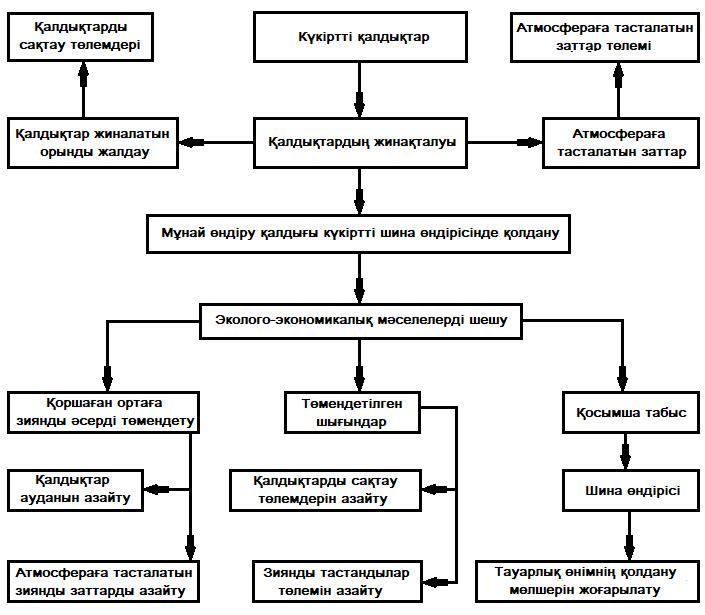 Қалдықтарды
сақтау төлемдері
Күкіртті қалдықтар
Атмосфераға тасталатын
заттар төлемі
Қалдықтар жиналатын
орынды жалдау
Қалдықтардың жинақталуы
Атмосфераға
тасталатын заттар
Мұнай өндіру қалдығы күкіртті шина өндірісінде қолдану
Эколого-экономикалық мәселелерді шешу
Қоршаған ортаға
зиянды әсерді төмендету
Төмендетілген
шығындар
Қосымша табыс
Қалдықтар
ауданын азайту
Қалдықтарды сақтау
төлемдерін азайту
Шина өндірісі
Атмосфераға тасталатын
зиянды заттарды азайту
Зиянды тастандылар
төлемін азайту
Тауарлық өнімнің қолдану
мөлшерін жоғарылату